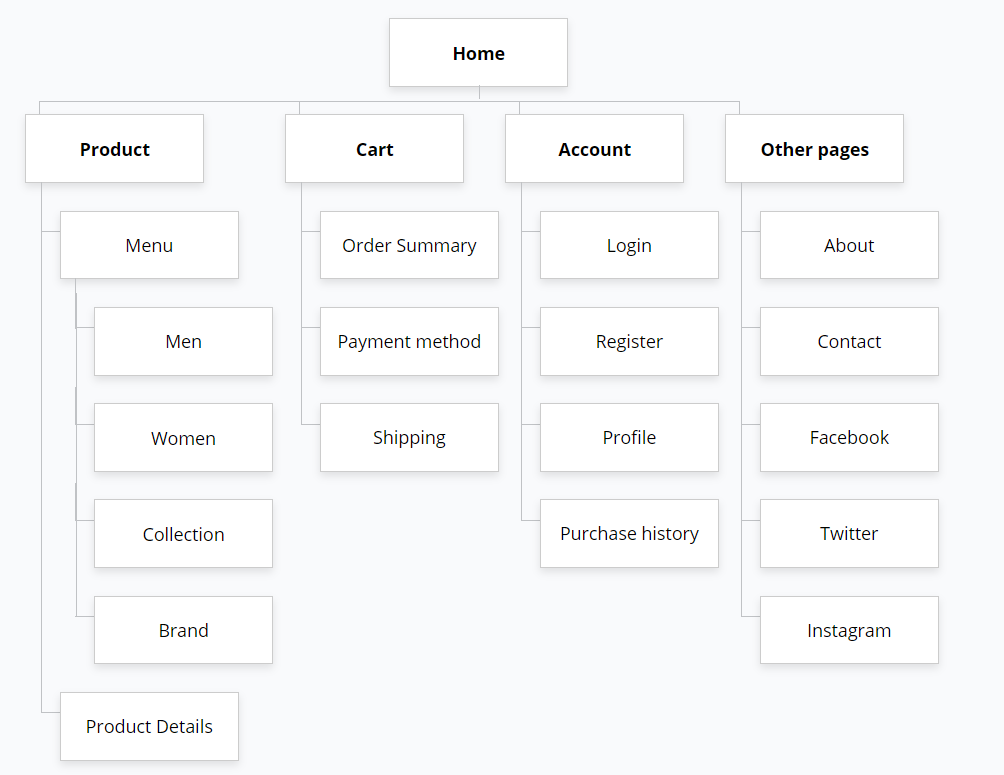 Home
Product
Menu
Men
Women
Collection
Brand
Product Details
Cart
Order Summary
Payment method
Shipping
Account
Login
Register
Profile
Purchase history
Other pages
About
Contact
Facebook
Twitter
Instagram